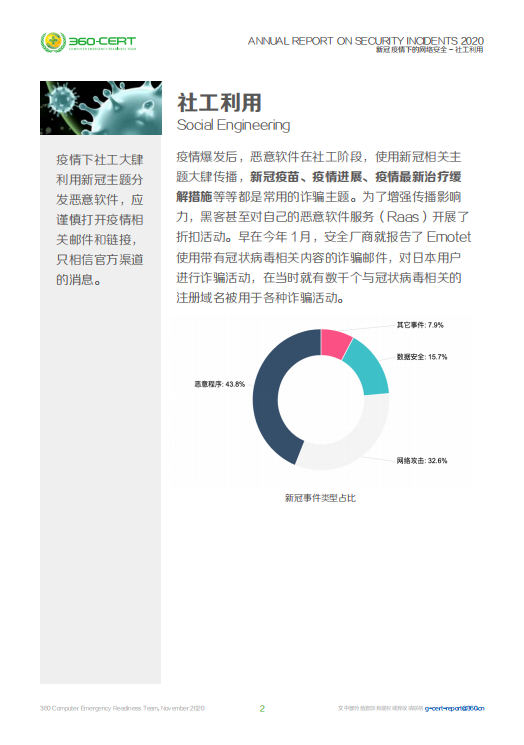 360-CERT
COMPUTER EMERGENCY READINESS TEAM
ANNUAL REPORT ON SECURITY INCIDENTS 2020
新冠疫情下的网络安全 – 社工利用
社工利用
Social Engineering
疫情下社工大肆
利用新冠主题分
发恶意软件，应
谨慎打开疫情相
关邮件和链接，
只相信官方渠道
的消息。
疫情爆发后，恶意软件在社工阶段，使用新冠相关主
题大肆传播，新冠疫苗、疫情进展、疫情最新治疗缓
解措施等等都是常用的诈骗主题。为了增强传播影响
力，黑客甚至对自己的恶意软件服务（Raas）开展了
折扣活动。早在今年 1 月，安全厂商就报告了 Emotet
使用带有冠状病毒相关内容的诈骗邮件，对日本用户
进行诈骗活动，在当时就有数千个与冠状病毒相关的
注册域名被用于各种诈骗活动。
其它事件: 7.9%
数据安全: 15.7%
恶意程序: 43.8%
网络攻击: 32.6%
新冠事件类型占比
360 Computer Emergency Readiness Team, November 2020
2
g-cert-report@360.cn